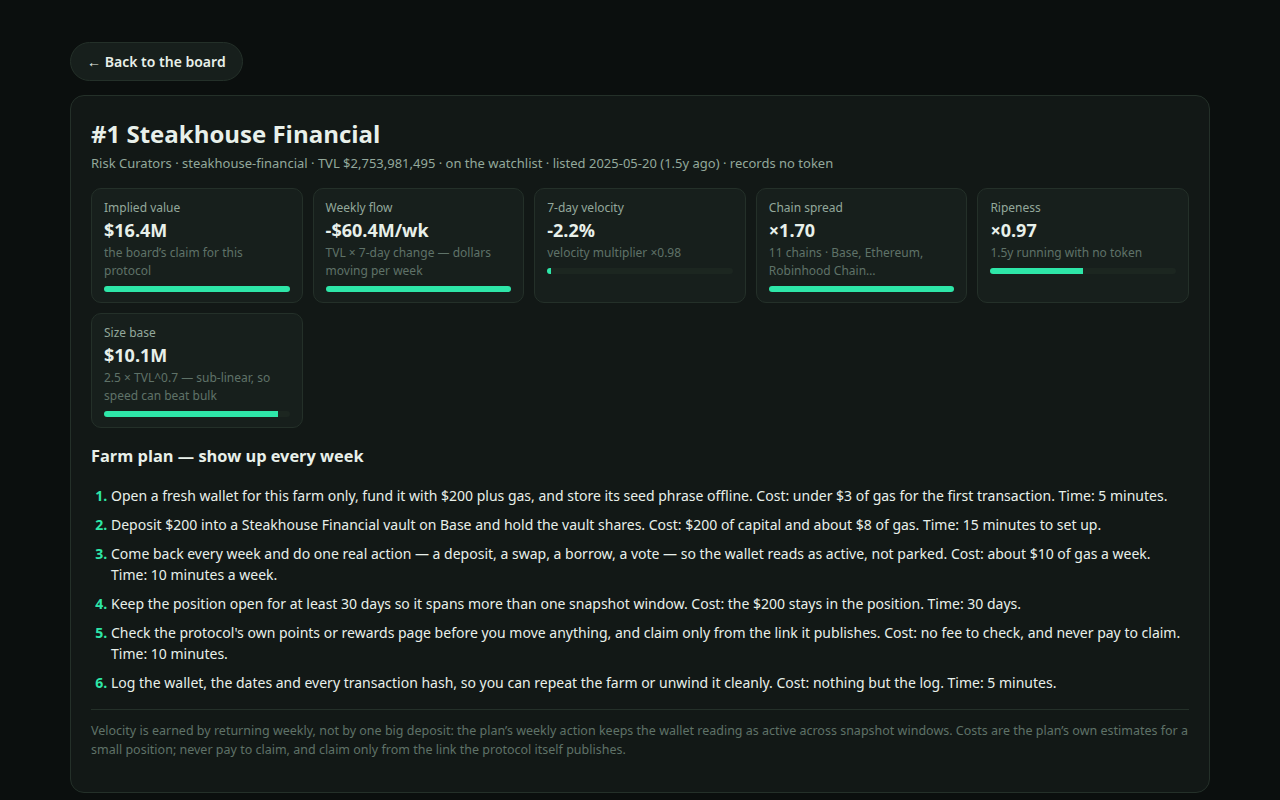 ← Back to the board
#1 Steakhouse Financial
Risk Curators · steakhouse-financial · TVL $2,753,981,495 · on the watchlist · listed 2025-05-20 (1.5y ago) · records no token
Implied value
$16.4M
the board's claim for this
protocol
Weekly flow
-$60.4M/wk
TVL × 7-day change — dollars
moving per week
7-day velocity
-2.2%
velocity multiplier ×0.98
Chain spread
×1.70
11 chains · Base, Ethereum,
Robinhood Chain…
Ripeness
×0.97
1.5y running with no token
Size base
$10.1M
2.5 × TVL^0.7 — sub-linear, so
speed can beat bulk
Farm plan — show up every week
1. Open a fresh wallet for this farm only, fund it with $200 plus gas, and store its seed phrase offline. Cost: under $3 of gas for the first transaction. Time: 5 minutes.
2. Deposit $200 into a Steakhouse Financial vault on Base and hold the vault shares. Cost: $200 of capital and about $8 of gas. Time: 15 minutes to set up.
3. Come back every week and do one real action — a deposit, a swap, a borrow, a vote — so the wallet reads as active, not parked. Cost: about $10 of gas a week.
Time: 10 minutes a week.
4. Keep the position open for at least 30 days so it spans more than one snapshot window. Cost: the $200 stays in the position. Time: 30 days.
5. Check the protocol's own points or rewards page before you move anything, and claim only from the link it publishes. Cost: no fee to check, and never pay to claim.
Time: 10 minutes.
6. Log the wallet, the dates and every transaction hash, so you can repeat the farm or unwind it cleanly. Cost: nothing but the log. Time: 5 minutes.
Velocity is earned by returning weekly, not by one big deposit: the plan's weekly action keeps the wallet reading as active across snapshot windows. Costs are the plan's own estimates for a
small position; never pay to claim, and claim only from the link the protocol itself publishes.